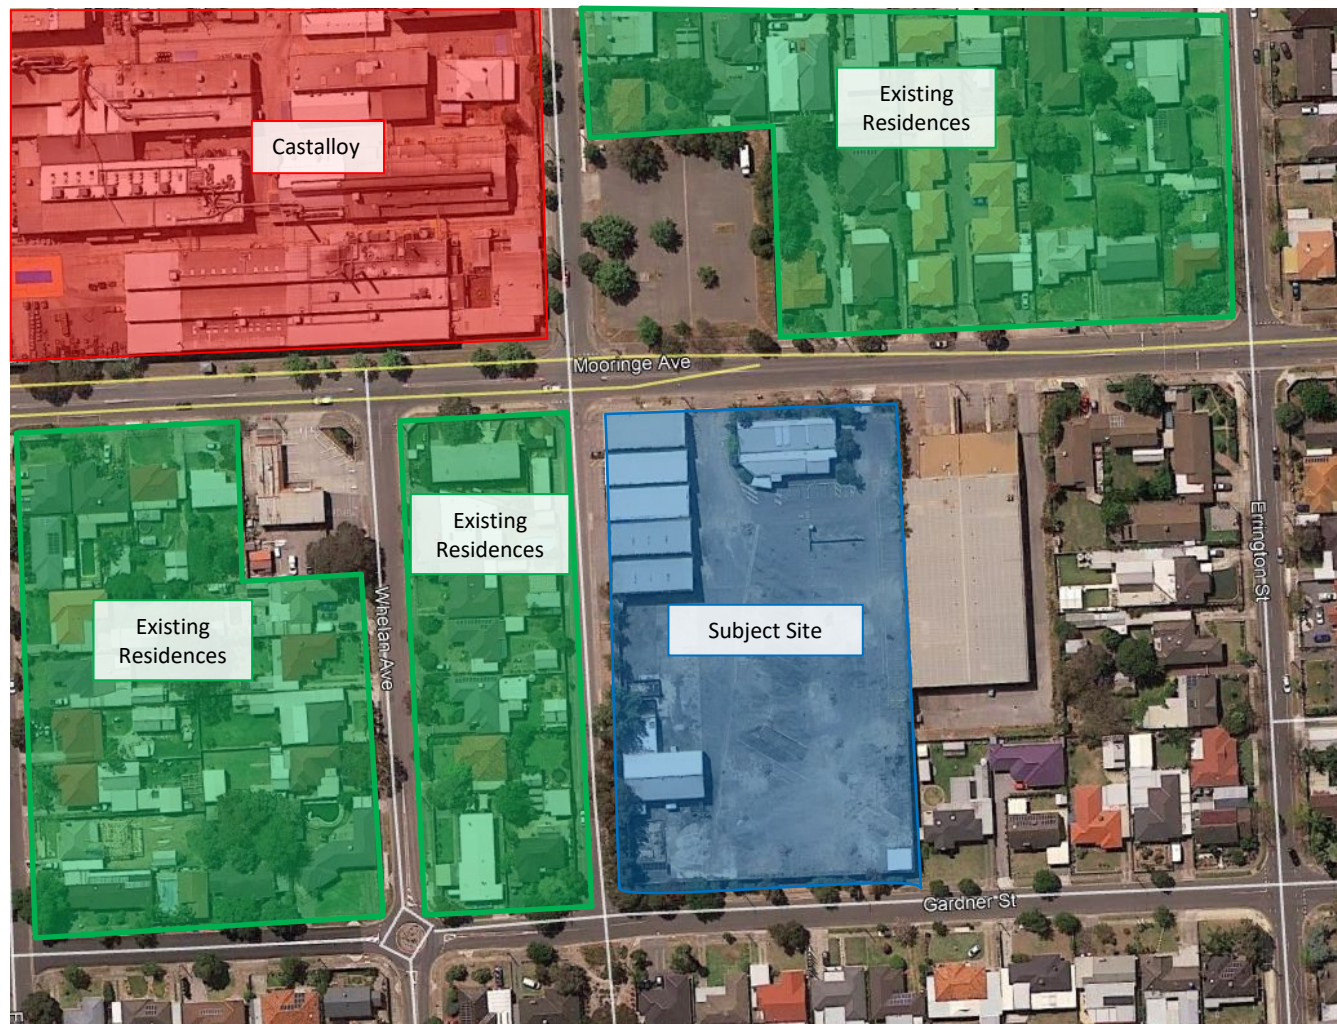 Existing
Residences
Castalloy
Mooringe Ave
Existing
Residences
Errington St
Existing
Residences
Whelan Ave
Subject Site
Gardner St